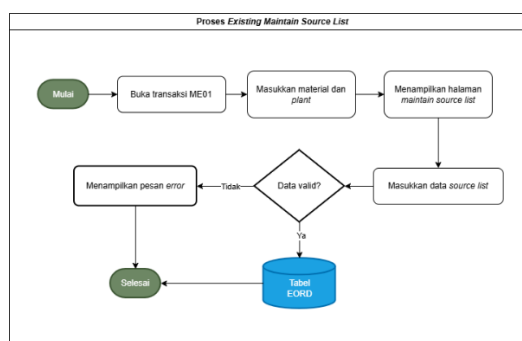 Proses Existing Maintain Source List
Mulai
Buka transaksi ME01
Masukkan material dan
plant
Menampilkan halaman
maintain source list
Menampilkan pesan error
Tidak
Data valid?
Masukkan data source list
Ya
Selesai
Tabel
EORD